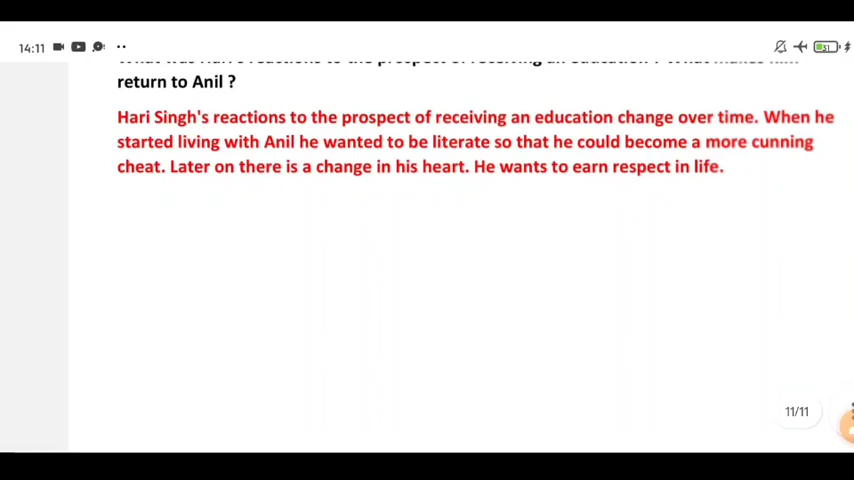 14:11
51
return to Anil ?
Hari Singh's reactions to the prospect of receiving an education change over time. When he
started living with Anil he wanted to be literate so that he could become a more cunning
cheat. Later on there is a change in his heart. He wants to earn respect in life.
11/11